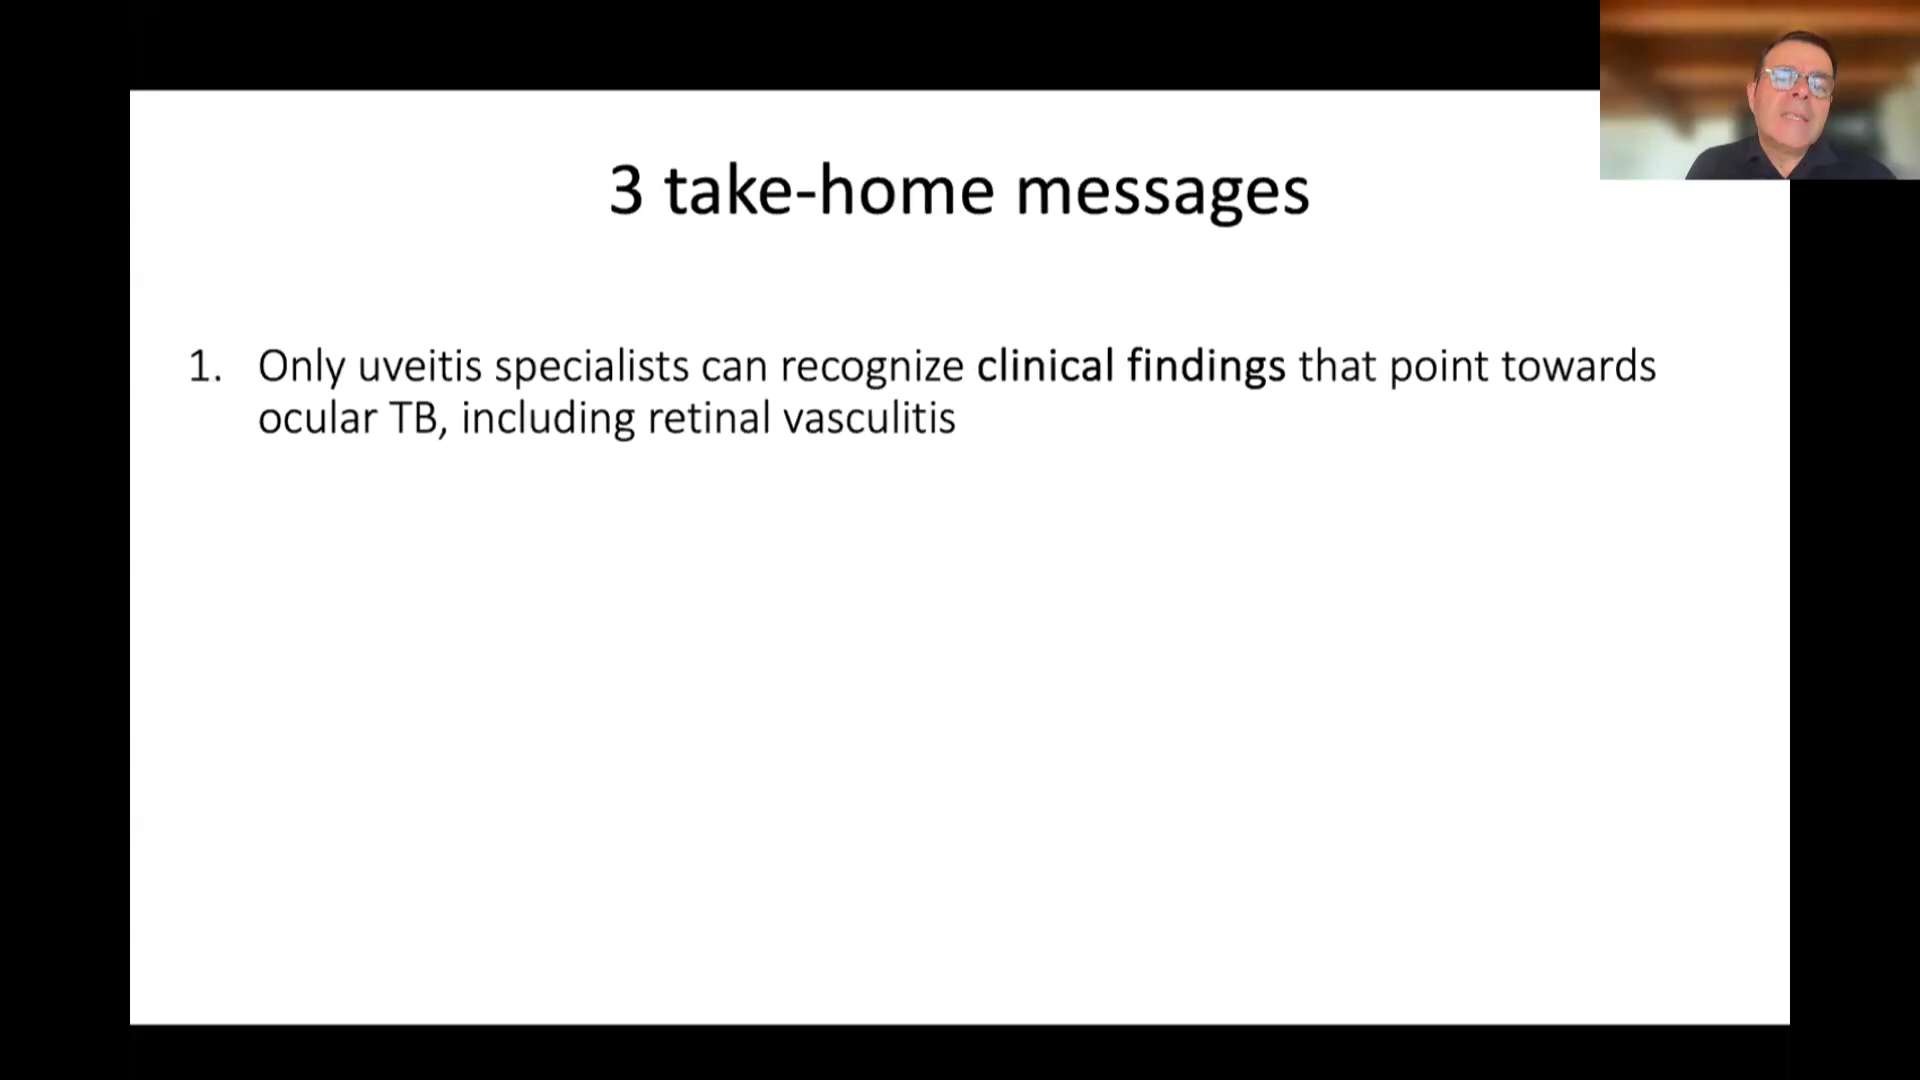 3 take-home messages
1. Only uveitis specialists can recognize clinical findings that point towards
ocular TB, including retinal vasculitis